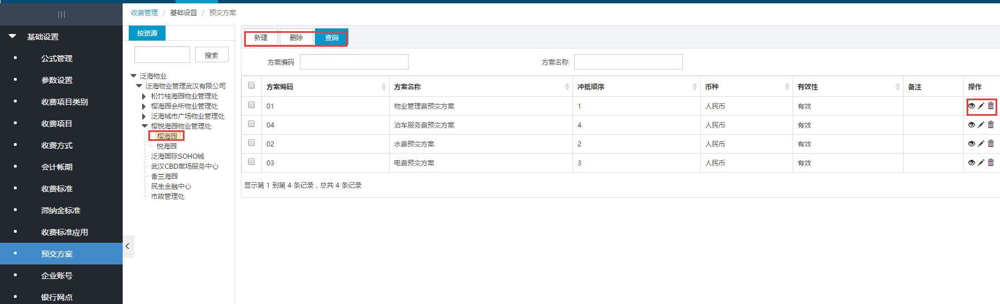 收费管理 / 基础设置 / 预交方案
基础设置
公式管理
参数设置
收费项目类别
收费项目
收费方式
会计帐期
收费标准
滞纳金标准
收费标准应用
预交方案
企业账号
银行网点
按资源
搜索
泛海物业
泛海物业管理武汉有限公司
松竹桂海园物业管理处
樱海园会所物业管理处
泛海城市广场物业管理处
樱悦海园物业管理处
樱海园
悦海园
泛海国际SOHO城
武汉CBD案场服务中心
香兰海园
民生金融中心
市政管理处
新建 删除 查询
方案编码 方案名称
方案编码 方案名称 冲抵顺序 币种 有效性 备注 操作
01 物业管理费预交方案 1 人民币 有效
04 泊车服务费预交方案 4 人民币 有效
02 水费预交方案 2 人民币 有效
03 电费预交方案 3 人民币 有效
显示第 1 到第 4 条记录，总共 4 条记录